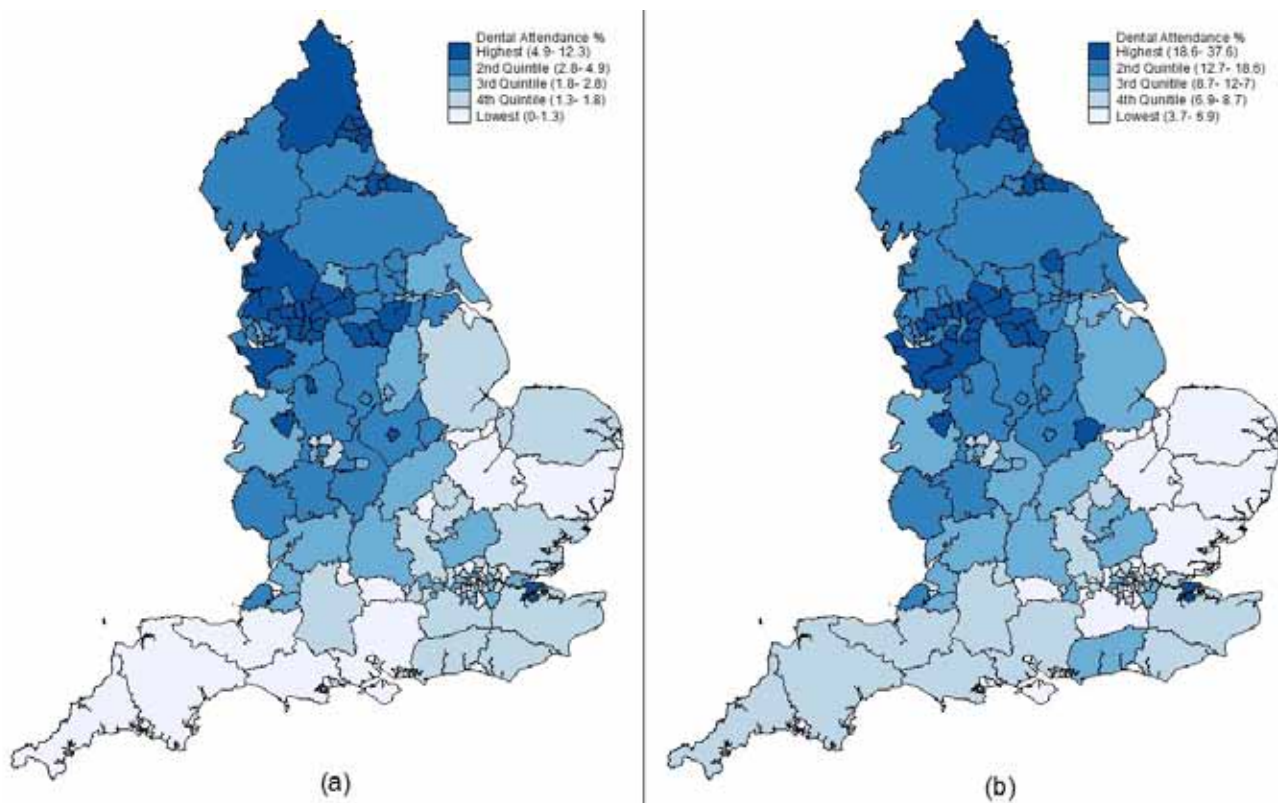 Dental Attendance %
Highest (4.9- 12.3)
2nd Quintile (2.8- 4.9)
3rd Quintile (1.8- 2.8)
4th Quintile (1.3- 1.8)
Lowest (0-1.3)
(a)
Dental Attendance %
Highest (18.6- 37.6)
2nd Quintile (12.7- 18.6)
3rd Qunitile (8.7- 12-7)
4th Qunitile (6.9- 8.7)
Lowest (3.7- 6.9)
(b)